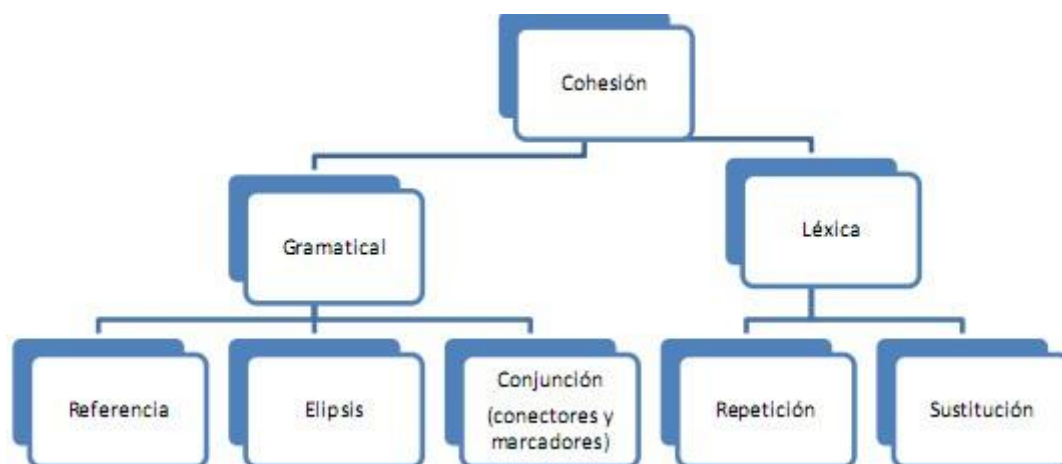 Cohesión
Gramatical
Léxica
Referencia
Elipsis
Conjunción
(conectores y
marcadores)
Repetición
Sustitución